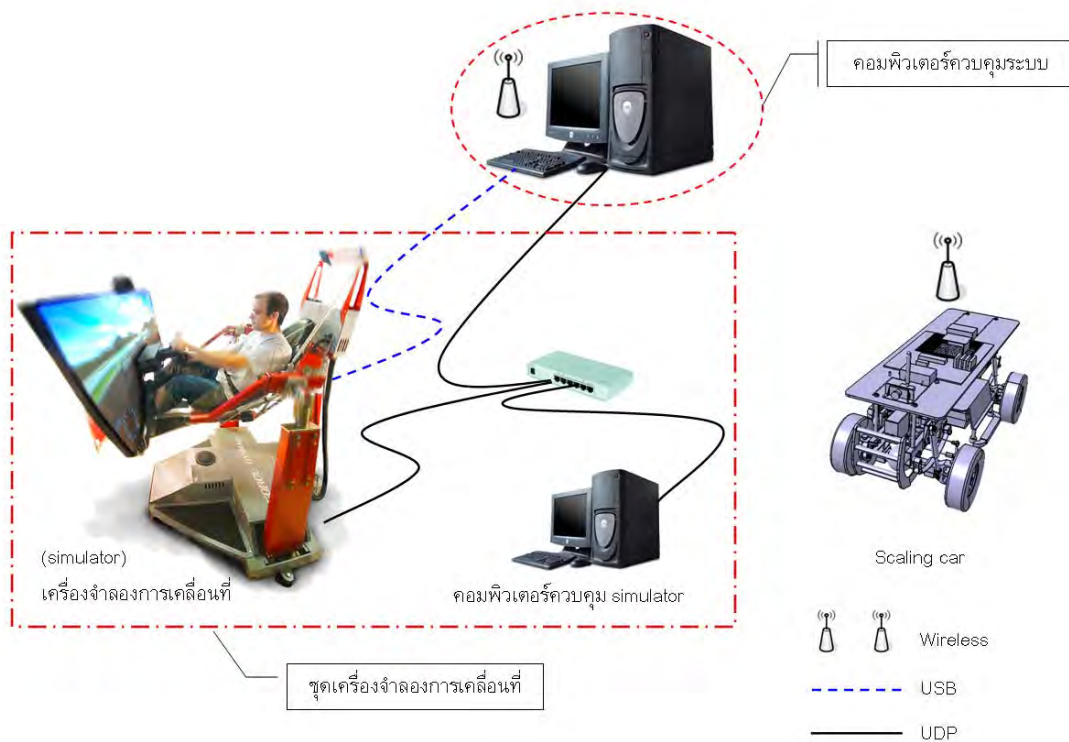 คอมพิวเตอร์ควบคุมระบบ
(simulator)
เครื่องจำลองการเคลื่อนที่
คอมพิวเตอร์ควบคุม simulator
Scaling car
ชุดเครื่องจำลองการเคลื่อนที่
Wireless
USB
UDP